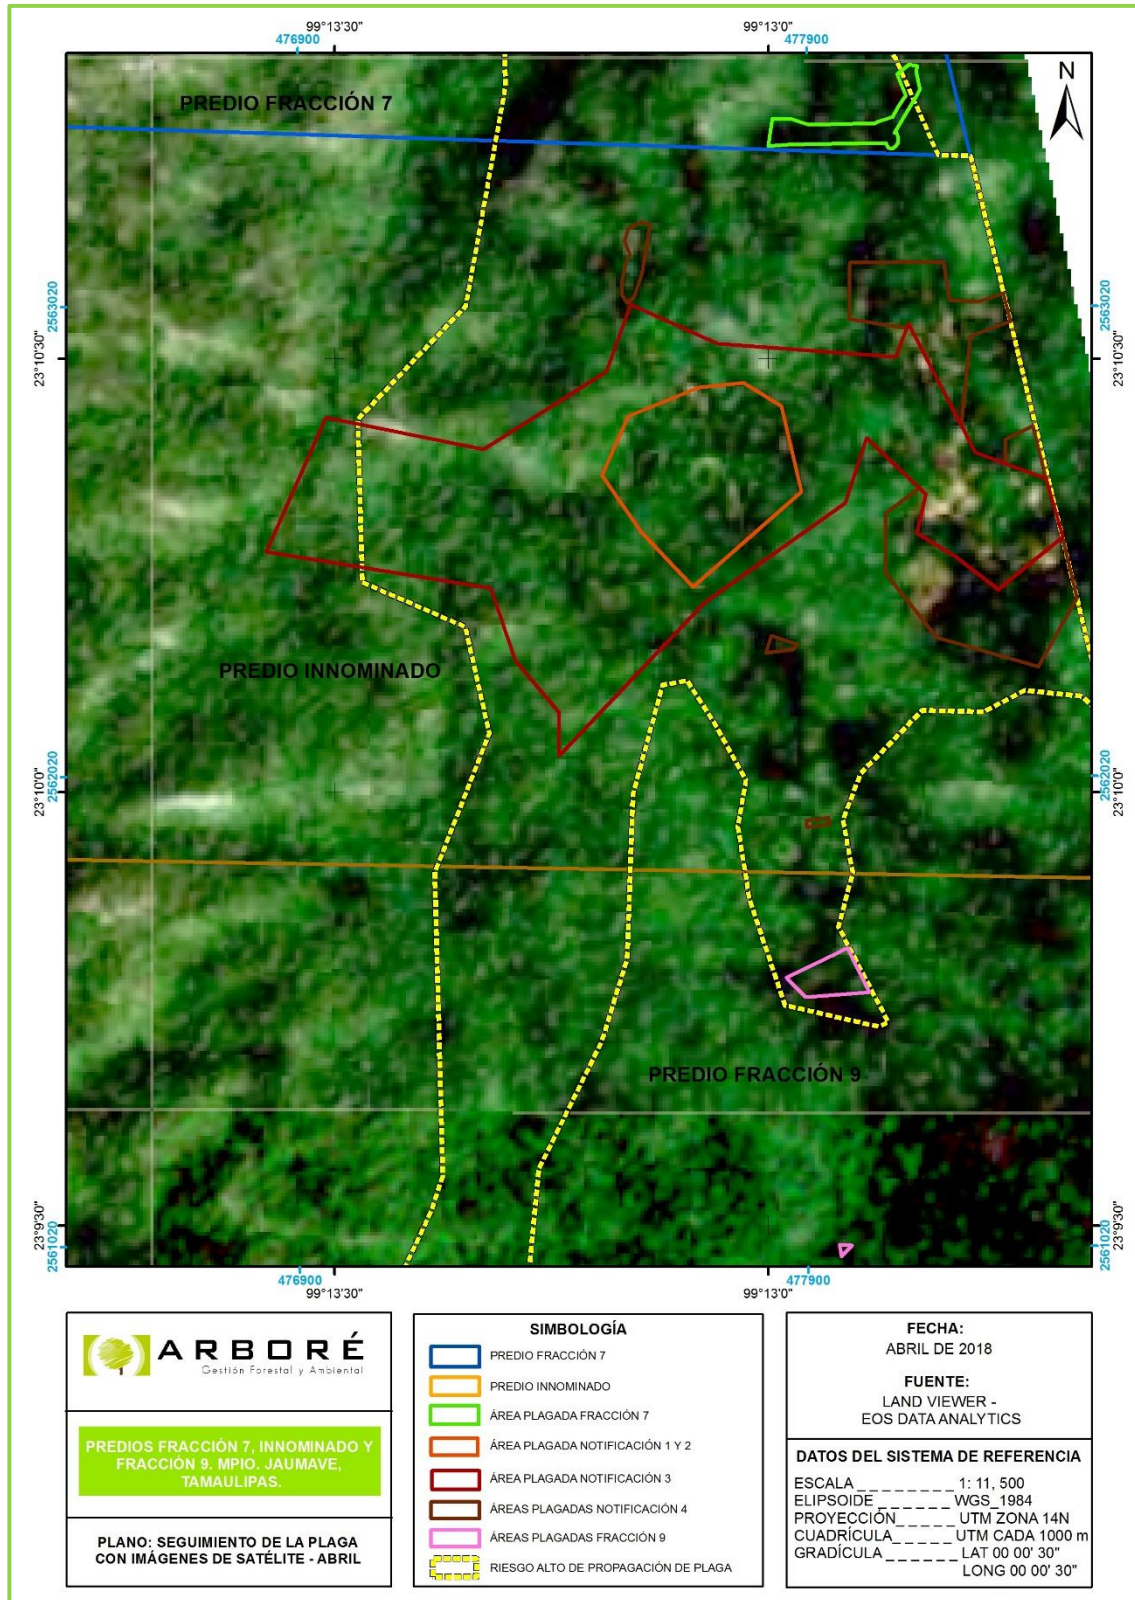 99°13'30"
99°13'0"
476900
477900
N
PREDIO FRACCIÓN 7
2563020
2563020
23°10'30"
23°10'30"
PREDIO INNOMINADO
2562020
2562020
23°10'0"
23°10'0"
PREDIO FRACCIÓN 9
23°9'30"
23°9'30"
2561020
2561020
476900
477900
99°13'30"
99°13'0"
ARBORÉ
Gestión Forestal y Ambiental
PREDIOS FRACCIÓN 7, INNOMINADO Y
FRACCIÓN 9. MPIO. JAUMAVE,
TAMAULIPAS.
PLANO: SEGUIMIENTO DE LA PLAGA
CON IMÁGENES DE SATÉLITE - ABRIL
SIMBOLOGÍA
PREDIO FRACCIÓN 7
PREDIO INNOMINADO
ÁREA PLAGADA FRACCIÓN 7
ÁREA PLAGADA NOTIFICACIÓN 1 Y 2
ÁREA PLAGADA NOTIFICACIÓN 3
ÁREAS PLAGADAS NOTIFICACIÓN 4
ÁREAS PLAGADAS FRACCIÓN 9
RIESGO ALTO DE PROPAGACIÓN DE PLAGA
FECHA:
ABRIL DE 2018
FUENTE:
LAND VIEWER -
EOS DATA ANALYTICS
DATOS DEL SISTEMA DE REFERENCIA
ESCALA _ _ _ _ _ _ _ _ _ 1: 11, 500
ELIPSOIDE _ _ _ _ _ _ WGS_1984
PROYECCIÓN _ _ _ _ _ UTM ZONA 14N
CUADRÍCULA _ _ _ _ _ UTM CADA 1000 m
GRADÍCULA _ _ _ _ _ _ LAT 00 00' 30"
LONG 00 00' 30"